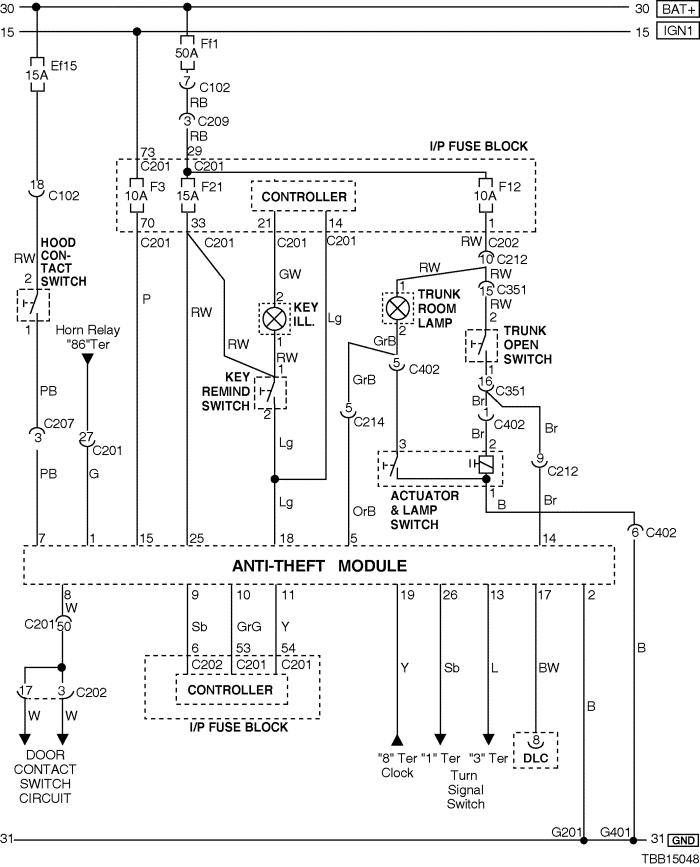 30 30 BAT+
15 15 IGN1
Ef15 15A
Ff1 50A
7 C102
RB
3 C209
RB
73 29 I/P FUSE BLOCK
C201 C201
F3 10A
F21 15A
CONTROLLER
F12 10A
18 C102
70 33 21 14 1
C201 C201 C201 C201 RW C202
10 C212
HOOD
CON-
TACT
SWITCH
RW
2
1
P
RW
RW
GW
2
KEY
ILL.
1
RW
Lg
RW
1
TRUNK
ROOM
LAMP
2
GrB
RW
15 C351
RW
2
TRUNK
OPEN
SWITCH
1
16 C351
Horn Relay
"86"Ter
KEY
REMIND
SWITCH
1
2
5 C402
GrB
5 C214
Br
1 C402
Br
Br
PB
C207
3
27 C201
PB
G
Lg
Lg
3 2
9 C212
1
B
Br
ACTUATOR
& LAMP
SWITCH
OrB
6 C402
7 1 15 25 18 5 14
ANTI-THEFT MODULE
8 9 10 11 19 26 13 17 2
W
C201 50
Sb GrG Y
6 53 54
C202 C201 C201
CONTROLLER
I/P FUSE BLOCK
17 3 C202
W W
DOOR
CONTACT
SWITCH
CIRCUIT
Y Sb L BW
B
B
8
DLC
"8" Ter
Clock
"1" Ter "3" Ter
Turn
Signal
Switch
G201 G401
31 31 GND
TBB15048